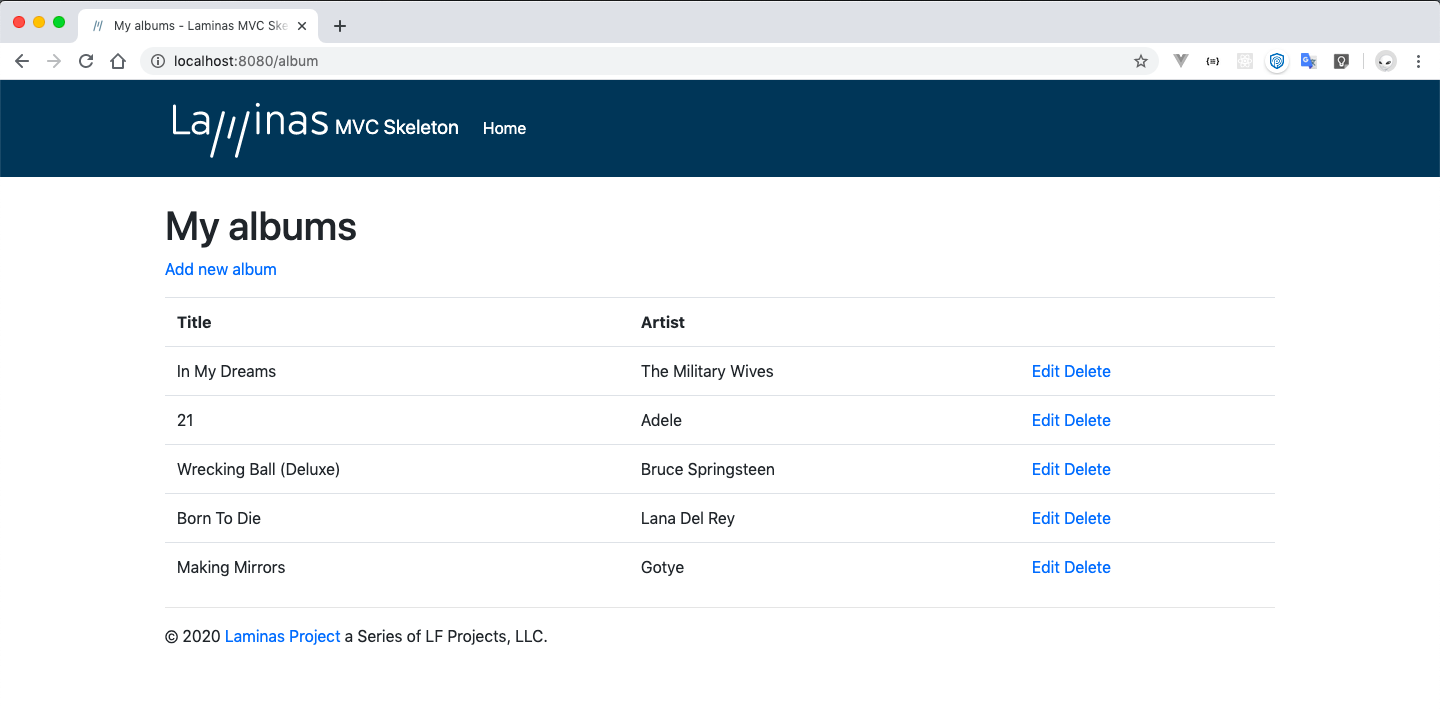 My albums - Laminas MVC Ske
localhost:8080/album
Laminas MVC Skeleton Home
My albums
Add new album
Title Artist
In My Dreams The Military Wives Edit Delete
21 Adele Edit Delete
Wrecking Ball (Deluxe) Bruce Springsteen Edit Delete
Born To Die Lana Del Rey Edit Delete
Making Mirrors Gotye Edit Delete
© 2020 Laminas Project a Series of LF Projects, LLC.